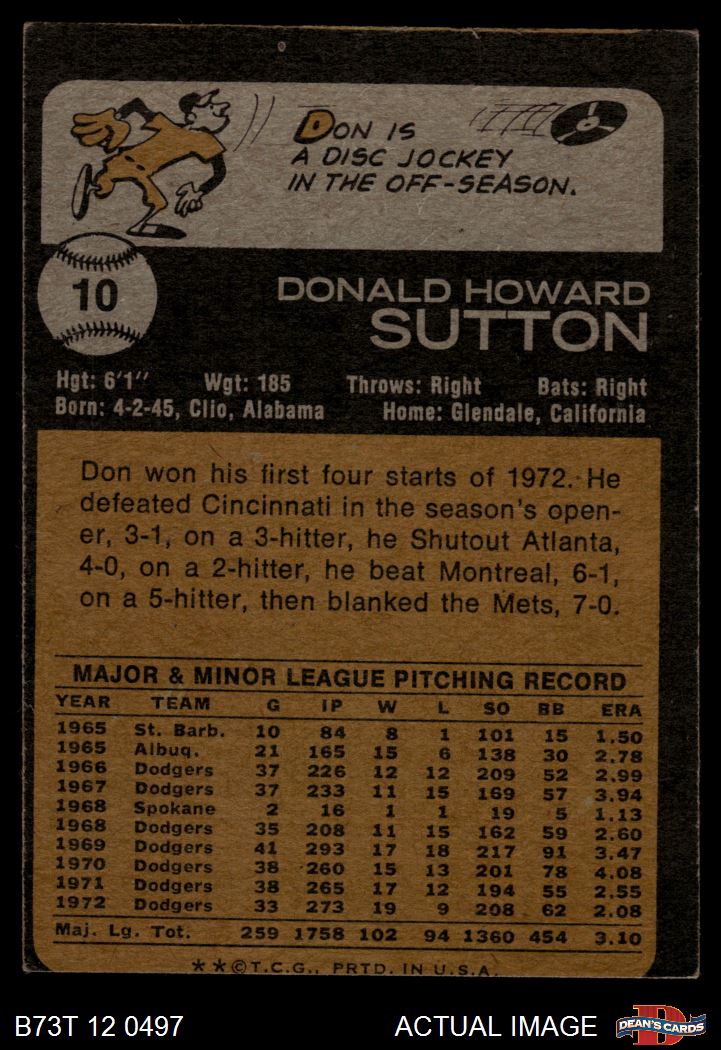 DON IS
A DISC JOCKEY
IN THE OFF-SEASON.
10
DONALD HOWARD
SUTTON
Hgt: 6'1" Wgt: 185 Throws: Right Bats: Right
Born: 4-2-45, Clio, Alabama Home: Glendale, California
Don won his first four starts of 1972. He
defeated Cincinnati in the season's open-
er, 3-1, on a 3-hitter, he Shutout Atlanta,
4-0, on a 2-hitter, he beat Montreal, 6-1,
on a 5-hitter, then blanked the Mets, 7-0.
MAJOR & MINOR LEAGUE PITCHING RECORD
YEAR TEAM G IP W L SO BB ERA
1965 St. Barb. 10 84 8 1 101 15 1.50
1965 Albuq. 21 165 15 6 138 30 2.78
1966 Dodgers 37 226 12 12 209 52 2.99
1967 Dodgers 37 233 11 15 169 57 3.94
1968 Spokane 2 16 1 1 19 5 1.13
1968 Dodgers 35 208 11 15 162 59 2.60
1969 Dodgers 41 293 17 18 217 91 3.47
1970 Dodgers 38 260 15 13 201 78 4.08
1971 Dodgers 38 265 17 12 194 55 2.55
1972 Dodgers 33 273 19 9 208 62 2.08
Maj. Lg. Tot. 259 1758 102 94 1360 454 3.10
**©T.C.G., PRTD. IN U.S.A.
B73T 12 0497 ACTUAL IMAGE
D
DEAN'S CARDS